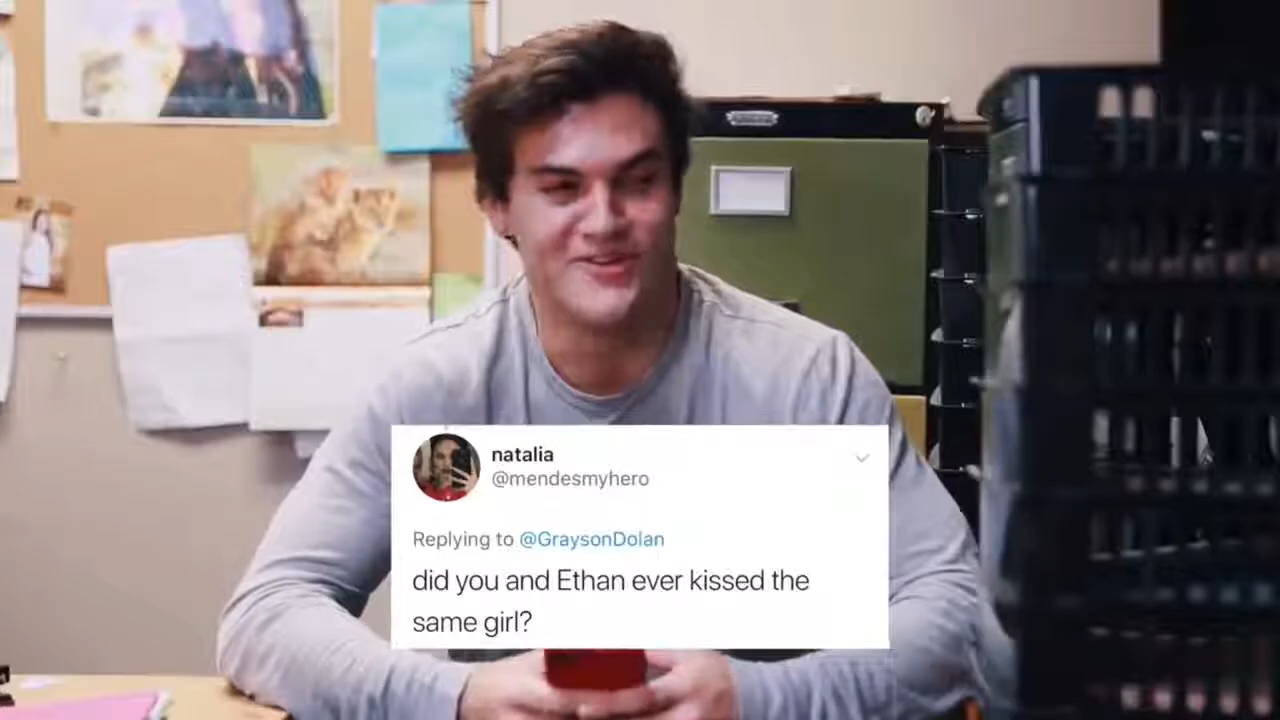 natalia
@mendesmyhero
Replying to @GraysonDolan
did you and Ethan ever kissed the
same girl?